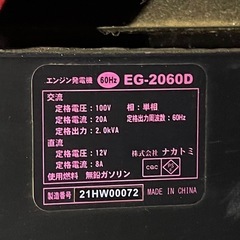 エンジン発電機 60Hz EG-2060D
交流
定格電圧：100V 相：単相
定格電流：20A 定格出力周波数：60Hz
定格出力：2.0kVA
直流
定格電圧：12V 株式会社 ナカトミ
定格電流：8A
使用燃料 無鉛ガソリン cqc
製造番号 21HW00072 MADE IN CHINA